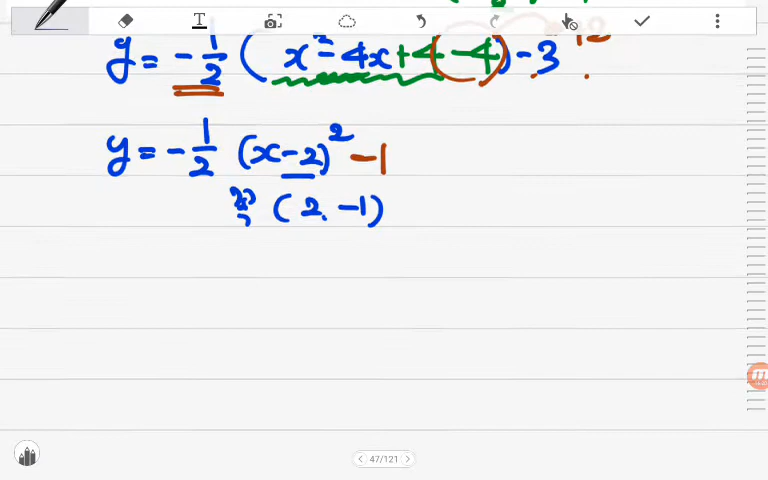 y = -1/2 ( x² - 4x + 4 - 4) - 3
y = -1/2 (x - 2)² - 1
( 2, -1)
47/121